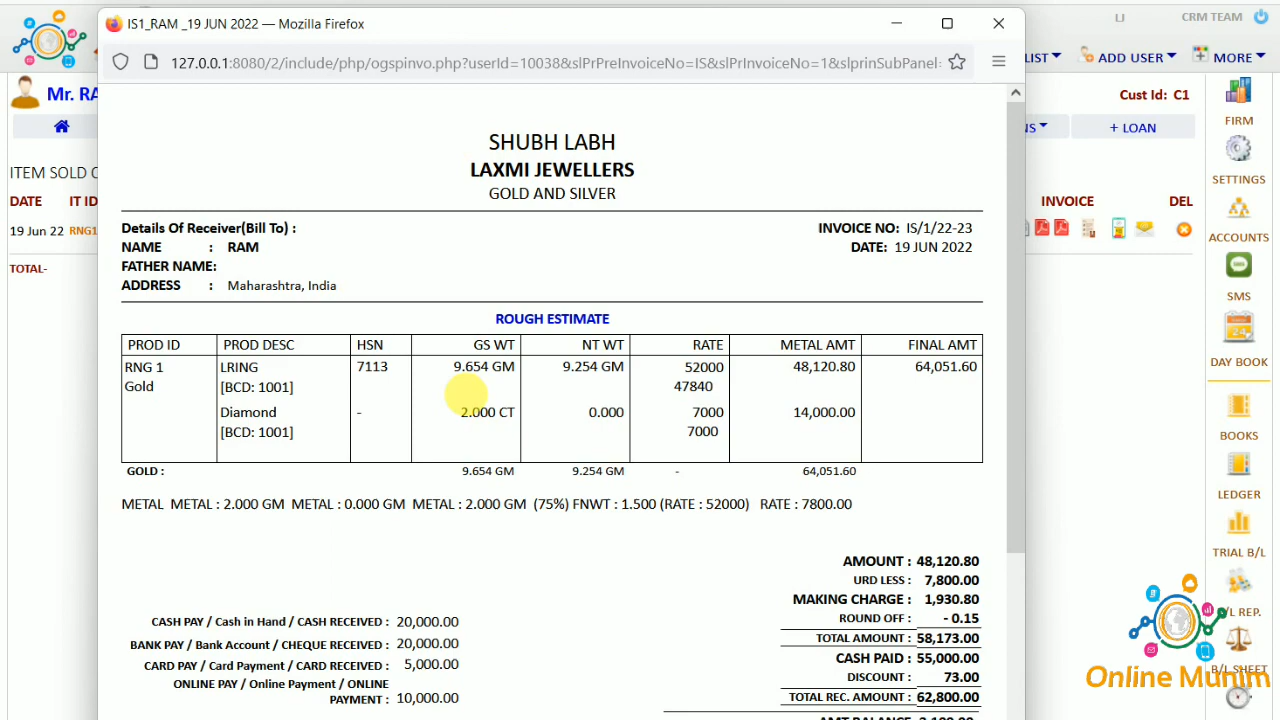 IS1_RAM _19 JUN 2022 — Mozilla Firefox
LI
CRM TEAM
127.0.0.1:8080/2/include/php/ogspinvo.php?userId=10038&slPrPreInvoiceNo=IS&slPrInvoiceNo=1&slprinSubPanel=
LIST
ADD USER
MORE
Mr. RA
Cust Id: C1
NS
+ LOAN
ITEM SOLD
DATE IT ID
INVOICE DEL
19 Jun 22 RNG1
TOTAL-
SHUBH LABH
LAXMI JEWELLERS
GOLD AND SILVER
Details Of Receiver(Bill To) :
INVOICE NO: IS/1/22-23
NAME : RAM
DATE: 19 JUN 2022
FATHER NAME:
ADDRESS : Maharashtra, India
ROUGH ESTIMATE
PROD ID PROD DESC HSN GS WT NT WT RATE METAL AMT FINAL AMT
RNG 1 LRING 7113 9.654 GM 9.254 GM 52000 48,120.80 64,051.60
Gold [BCD: 1001] 47840
Diamond - 2.000 CT 0.000 7000 14,000.00
[BCD: 1001] 7000
GOLD : 9.654 GM 9.254 GM - 64,051.60
METAL METAL : 2.000 GM METAL : 0.000 GM METAL : 2.000 GM (75%) FNWT : 1.500 (RATE : 52000) RATE : 7800.00
AMOUNT : 48,120.80
URD LESS : 7,800.00
MAKING CHARGE : 1,930.80
ROUND OFF : - 0.15
TOTAL AMOUNT : 58,173.00
CASH PAID : 55,000.00
DISCOUNT : 73.00
TOTAL REC. AMOUNT : 62,800.00
AMT BALANCE : 3,100.00
CASH PAY / Cash in Hand / CASH RECEIVED : 20,000.00
BANK PAY / Bank Account / CHEQUE RECEIVED : 20,000.00
CARD PAY / Card Payment / CARD RECEIVED : 5,000.00
ONLINE PAY / Online Payment / ONLINE
PAYMENT : 10,000.00
FIRM
SETTINGS
ACCOUNTS
SMS
24
DAY BOOK
BOOKS
LEDGER
TRIAL B/L
/L REP.
B/L SHEET
Online Munim